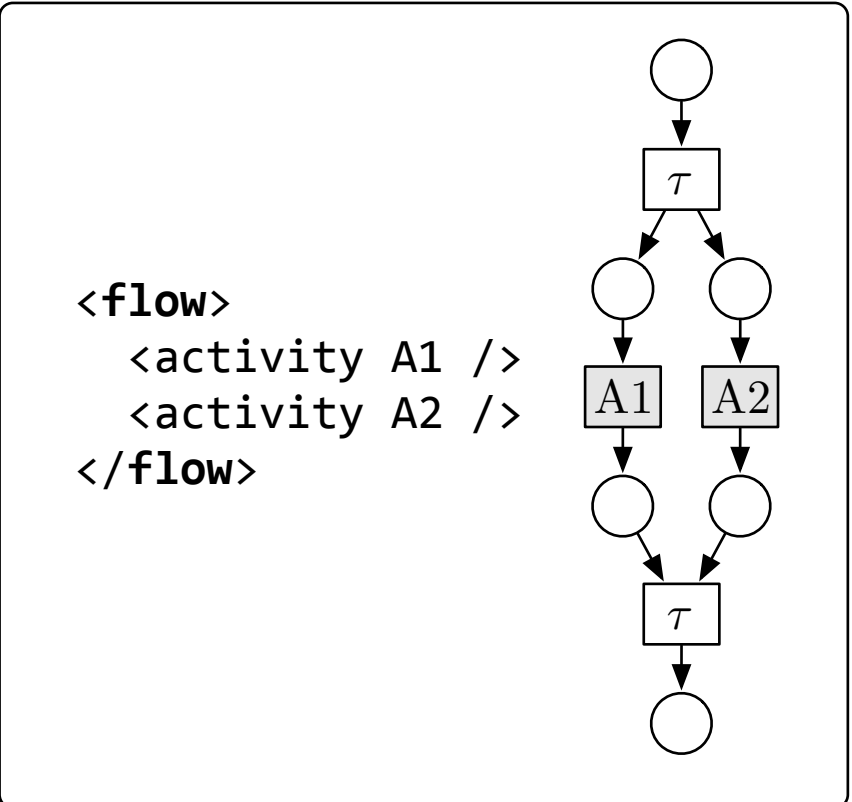 τ
<flow>
<activity A1 />
<activity A2 />
</flow>
A1 A2
τ